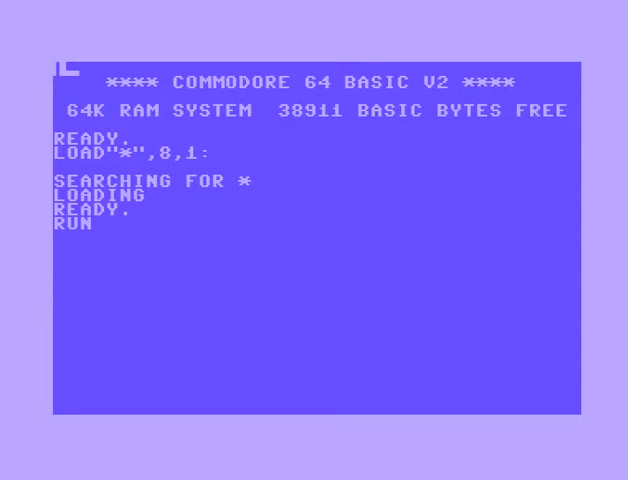 **** COMMODORE 64 BASIC V2 ****
64K RAM SYSTEM  38911 BASIC BYTES FREE
READY.
LOAD"*",8,1:
SEARCHING FOR *
LOADING
READY.
RUN